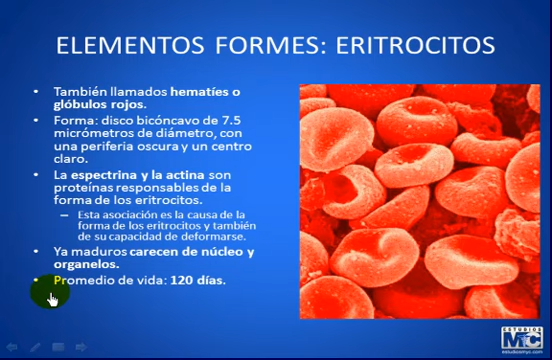 ELEMENTOS FORMES: ERITROCITOS
• También llamados hematíes o
glóbulos rojos.
• Forma: disco bicóncavo de 7.5
micrómetros de diámetro, con
una periferia oscura y un centro
claro.
• La espectrina y la actina son
proteínas responsables de la
forma de los eritrocitos.
– Esta asociación es la causa de la
forma de los eritrocitos y también
de su capacidad de deformarse.
• Ya maduros carecen de núcleo y
organelos.
• Promedio de vida: 120 días.
ESTUDIOS
MyC
estudiosmyc.com